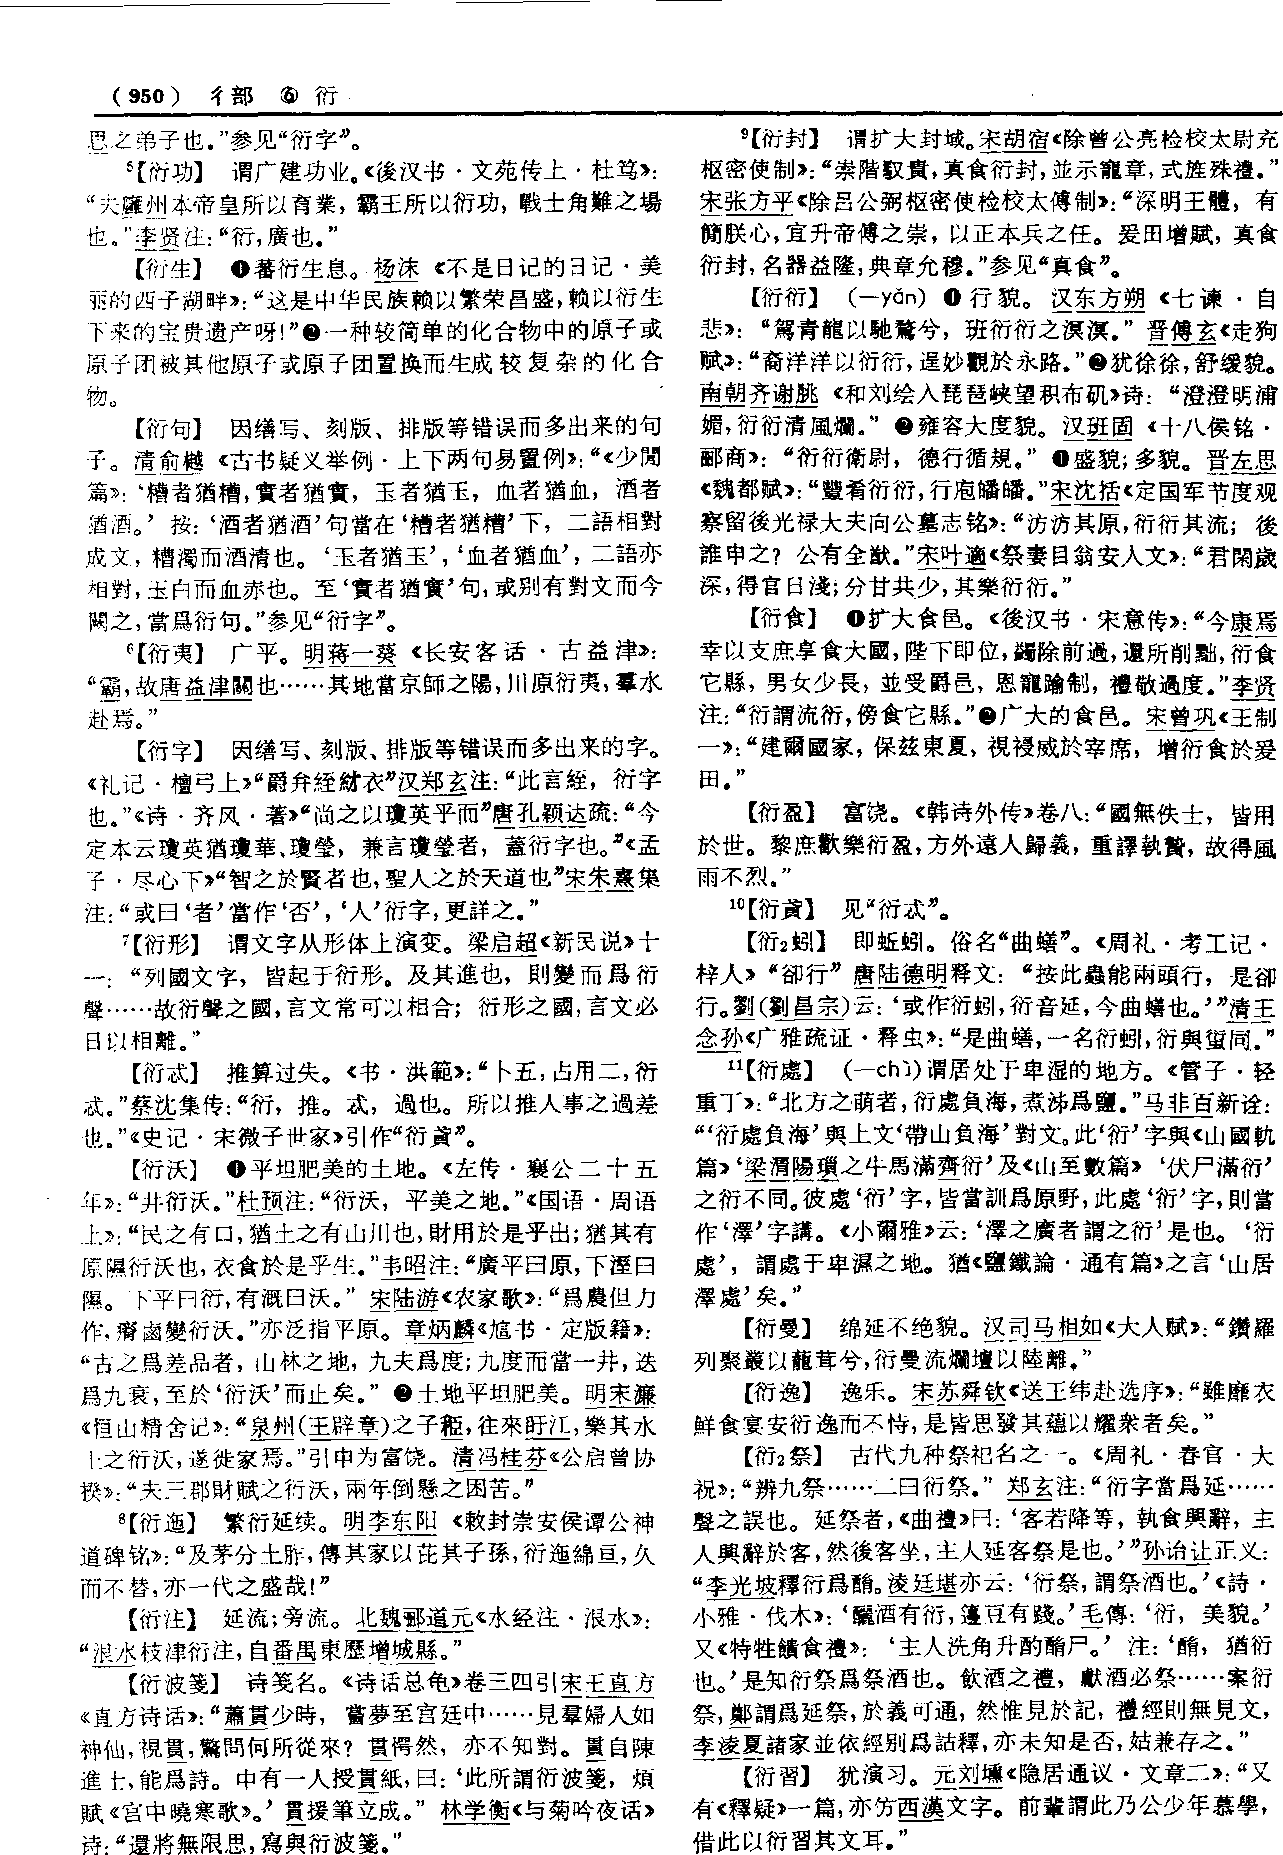 （950） 彳部 ⑥ 衍
思之弟子也。”参见“衍字”。
⁵【衍功】 谓广建功业。《後汉书·文苑传上·杜笃》：
“夫雍州本帝皇所以育業，霸王所以衍功，戰士角難之場
也。”李贤注：“衍，廣也。”
【衍生】 ❶蕃衍生息。杨沫《不是日记的日记·美
丽的西子湖畔》：“这是中华民族赖以繁荣昌盛，赖以衍生
下来的宝贵遗产呀！”❷一种较简单的化合物中的原子或
原子团被其他原子或原子团置换而生成较复杂的化合
物。
【衍句】 因缮写、刻版、排版等错误而多出来的句
子。清俞樾《古书疑义举例·上下两句易置例》：“《少閒
篇》：‘糟者猶糟，實者猶實，玉者猶玉，血者猶血，酒者
猶酒。’按：‘酒者猶酒’句當在‘糟者猶糟’下，二語相對
成文，糟濁而酒清也。‘玉者猶玉’，‘血者猶血’，二語亦
相對，玉白而血赤也。至‘實者猶實’句，或别有對文而今
闕之，當爲衍句。”参见“衍字”。
⁶【衍夷】 广平。明蒋一葵《长安客话·古益津》：
“霸，故唐益津關也……其地當京師之陽，川原衍夷，羣水
赴焉。”
【衍字】 因缮写、刻版、排版等错误而多出来的字。
《礼记·檀弓上》“爵弁絰紂衣”汉郑玄注：“此言絰，衍字
也。”《诗·齐风·著》“尚之以瓊英乎而”唐孔颖达疏：“今
定本云瓊英猶瓊華、瓊瑩，兼言瓊瑩者，蓋衍字也。”《孟
子·尽心下》“智之於賢者也，聖人之於天道也”宋朱熹集
注：“或曰‘者’當作‘否’，‘人’衍字，更詳之。”
⁷【衍形】 谓文字从形体上演变。梁启超《新民说》十
一：“列國文字，皆起于衍形。及其進也，則變而爲衍
聲……故衍聲之國，言文常可以相合；衍形之國，言文必
日以相離。”
【衍忒】 推算过失。《书·洪範》：“卜五，占用二，衍
忒。”蔡沈集传：“衍，推。忒，過也。所以推人事之過差
也。”《史记·宋微子世家》引作“衍貣”。
【衍沃】 ❶平坦肥美的土地。《左传·襄公二十五
年》：“井衍沃。”杜预注：“衍沃，平美之地。”《国语·周语
上》：“民之有口，猶土之有山川也，財用於是乎出；猶其有
原隰衍沃也，衣食於是乎生。”韦昭注：“廣平曰原，下溼曰
隰。下平曰衍，有溉曰沃。”宋陆游《农家歌》：“爲農但力
作，瘠鹵變衍沃。”亦泛指平原。章炳麟《訄书·定版籍》：
“古之爲差品者，山林之地，九夫爲度；九度而當一井，迭
爲九衰，至於‘衍沃’而止矣。”❷土地平坦肥美。明宋濂
《恒山精舍记》：“泉州（王辟章）之子秬，往來盱江，樂其水
土之衍沃，遂徙家焉。”引申为富饶。清冯桂芬《公启曾协
揆》：“夫三郡財賦之衍沃，兩年倒懸之困苦。”
⁸【衍迤】 繁衍延续。明李东阳《敕封崇安侯谭公神
道碑铭》：“及茅分土胙，傳其家以芘其子孫，衍迤綿亘，久
而不替，亦一代之盛哉！”
【衍注】 延流；旁流。北魏郦道元《水经注·泿水》：
“泿水枝津衍注，自番禺東歷增城縣。”
【衍波箋】 诗笺名。《诗话总龟》卷三四引宋王直方
《直方诗话》：“蕭貫少時，嘗夢至宫廷中……見羣婦人如
神仙，視貫，驚問何所從來？貫愕然，亦不知對。貫自陳
進士，能爲詩。中有一人授貫紙，曰：‘此所謂衍波箋，煩
賦《宫中曉寒歌》。’貫援筆立成。”林学衡《与菊吟夜话》
诗：“還將無限思，寫與衍波箋。”
⁹【衍封】 谓扩大封域。宋胡宿《除曾公亮检校太尉充
枢密使制》：“崇階馭貴，真食衍封，並示寵章，式旌殊禮。”
宋张方平《除吕公弼枢密使检校太傅制》：“深明王體，有
簡朕心，宜升帝傅之崇，以正本兵之任。爰田增賦，真食
衍封，名器益隆，典章允穆。”参见“真食”。
【衍衍】 （—yǎn）❶行貌。汉东方朔《七谏·自
悲》：“駕青龍以馳騖兮，班衍衍之溟溟。”晋傅玄《走狗
赋》：“裔洋洋以衍衍，逞妙觀於永路。”❷犹徐徐，舒缓貌。
南朝齐谢朓《和刘绘入琵琶峡望积布矶》诗：“澄澄明浦
媚，衍衍清風爛。”❸雍容大度貌。汉班固《十八侯铭·
郦商》：“衍衍衛尉，德行循規。”❹盛貌；多貌。晋左思
《魏都赋》：“豐肴衍衍，行庖皤皤。”宋沈括《定国军节度观
察留後光禄大夫向公墓志铭》：“汸汸其原，衍衍其流；後
誰申之？公有全猷。”宋叶適《祭妻母翁安人文》：“君閑歲
深，得官日淺；分甘共少，其樂衍衍。”
【衍食】 ❶扩大食邑。《後汉书·宋意传》：“今康焉
幸以支庶享食大國，陛下即位，蠲除前過，還所削黜，衍食
它縣，男女少長，並受爵邑，恩寵踰制，禮敬過度。”李贤
注：“衍謂流衍，傍食它縣。”❷广大的食邑。宋曾巩《王制
一》：“建爾國家，保兹東夏，視祲威於宰席，增衍食於爰
田。”
【衍盈】 富饶。《韩诗外传》卷八：“國無佚士，皆用
於世。黎庶歡樂衍盈，方外遠人歸義，重譯執贄，故得風
雨不烈。”
¹⁰【衍貣】 见“衍忒”。
【衍₂蚓】 即蚯蚓。俗名“曲蟮”。《周礼·考工记·
梓人》“卻行”唐陆德明释文：“按此蟲能兩頭行，是卻
行。劉（劉昌宗）云：‘或作衍蚓，衍音延，今曲蟮也。’”清王
念孙《广雅疏证·释虫》：“是曲蟮，一名衍蚓，衍與螾同。”
¹¹【衍處】 （—chǔ）谓居处于卑湿的地方。《管子·轻
重丁》：“北方之萌者，衍處負海，煮泲爲鹽。”马非百新诠：
“‘衍處負海’與上文‘帶山負海’對文。此‘衍’字與《山國軌
篇》‘梁渭陽瑣之牛馬滿齊衍’及《山至數篇》‘伏尸滿衍’
之衍不同。彼處‘衍’字，皆當訓爲原野，此處‘衍’字，則當
作‘澤’字講。《小爾雅》云：‘澤之廣者謂之衍’是也。‘衍
處’，謂處于卑濕之地。猶《鹽鐵論·通有篇》之言‘山居
澤處’矣。”
【衍曼】 绵延不绝貌。汉司马相如《大人赋》：“鑽羅
列聚叢以蘢茸兮，衍曼流爛壇以陸離。”
【衍逸】 逸乐。宋苏舜钦《送王纬赴选序》：“雖靡衣
鮮食宴安衍逸而不恃，是皆思發其蘊以耀衆者矣。”
【衍₂祭】 古代九种祭祀名之一。《周礼·春官·大
祝》：“辨九祭……二曰衍祭。”郑玄注：“衍字當爲延……
聲之誤也。延祭者，《曲禮》曰：‘客若降等，執食興辭，主
人興辭於客，然後客坐，主人延客祭是也。’”孙诒让正义：
“李光坡釋衍爲酳。淩廷堪亦云：‘衍祭，謂祭酒也。’《詩·
小雅·伐木》：‘釃酒有衍，籩豆有踐。’毛傳：‘衍，美貌。’
又《特牲饋食禮》：‘主人洗角升酌酳尸。’注：‘酳，猶衍
也。’是知衍祭爲祭酒也。飲酒之禮，獻酒必祭……案衍
祭，鄭謂爲延祭，於義可通，然惟見於記，禮經則無見文，
李淩夏諸家並依經别爲詁釋，亦未知是否，姑兼存之。”
【衍習】 犹演习。元刘壎《隐居通议·文章二》：“又
有《釋疑》一篇，亦仿西漢文字。前輩謂此乃公少年慕學，
借此以衍習其文耳。”